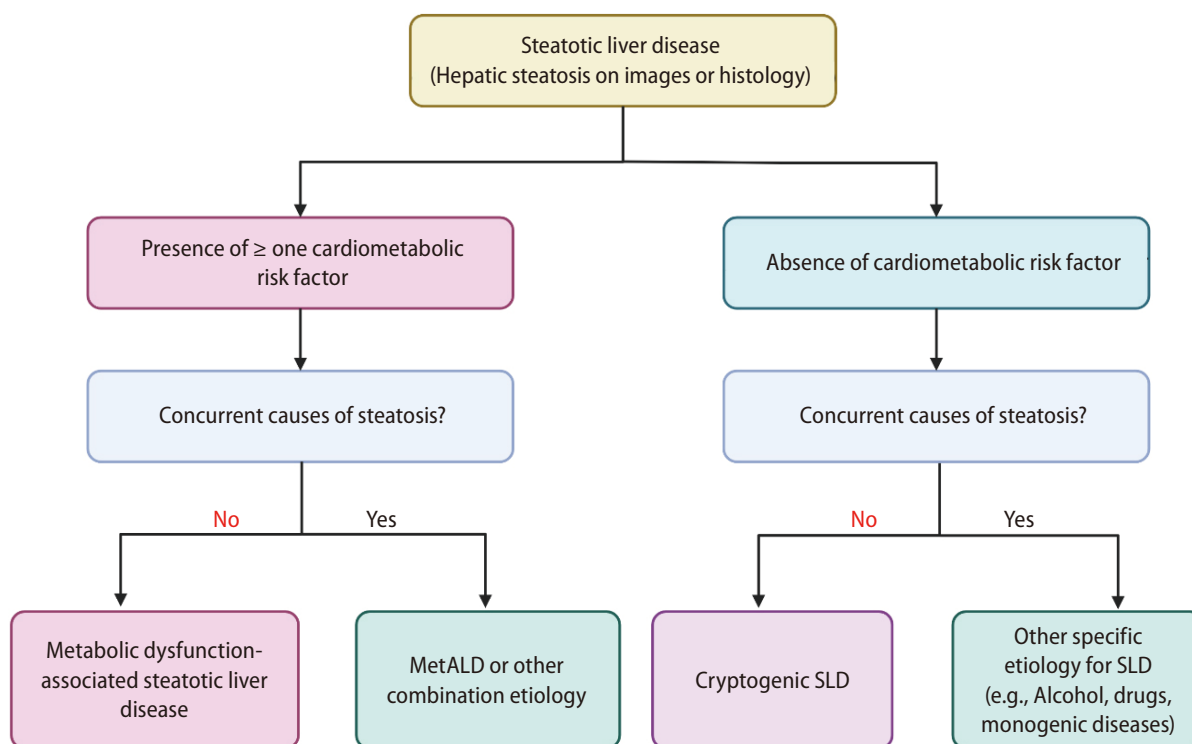 Steatotic liver disease
(Hepatic steatosis on images or histology)
Presence of ≥ one cardiometabolic
risk factor
Absence of cardiometabolic risk factor
Concurrent causes of steatosis?
Concurrent causes of steatosis?
No
Yes
No
Yes
Metabolic dysfunction-
associated steatotic liver
disease
MetALD or other
combination etiology
Cryptogenic SLD
Other specific
etiology for SLD
(e.g., Alcohol, drugs,
monogenic diseases)